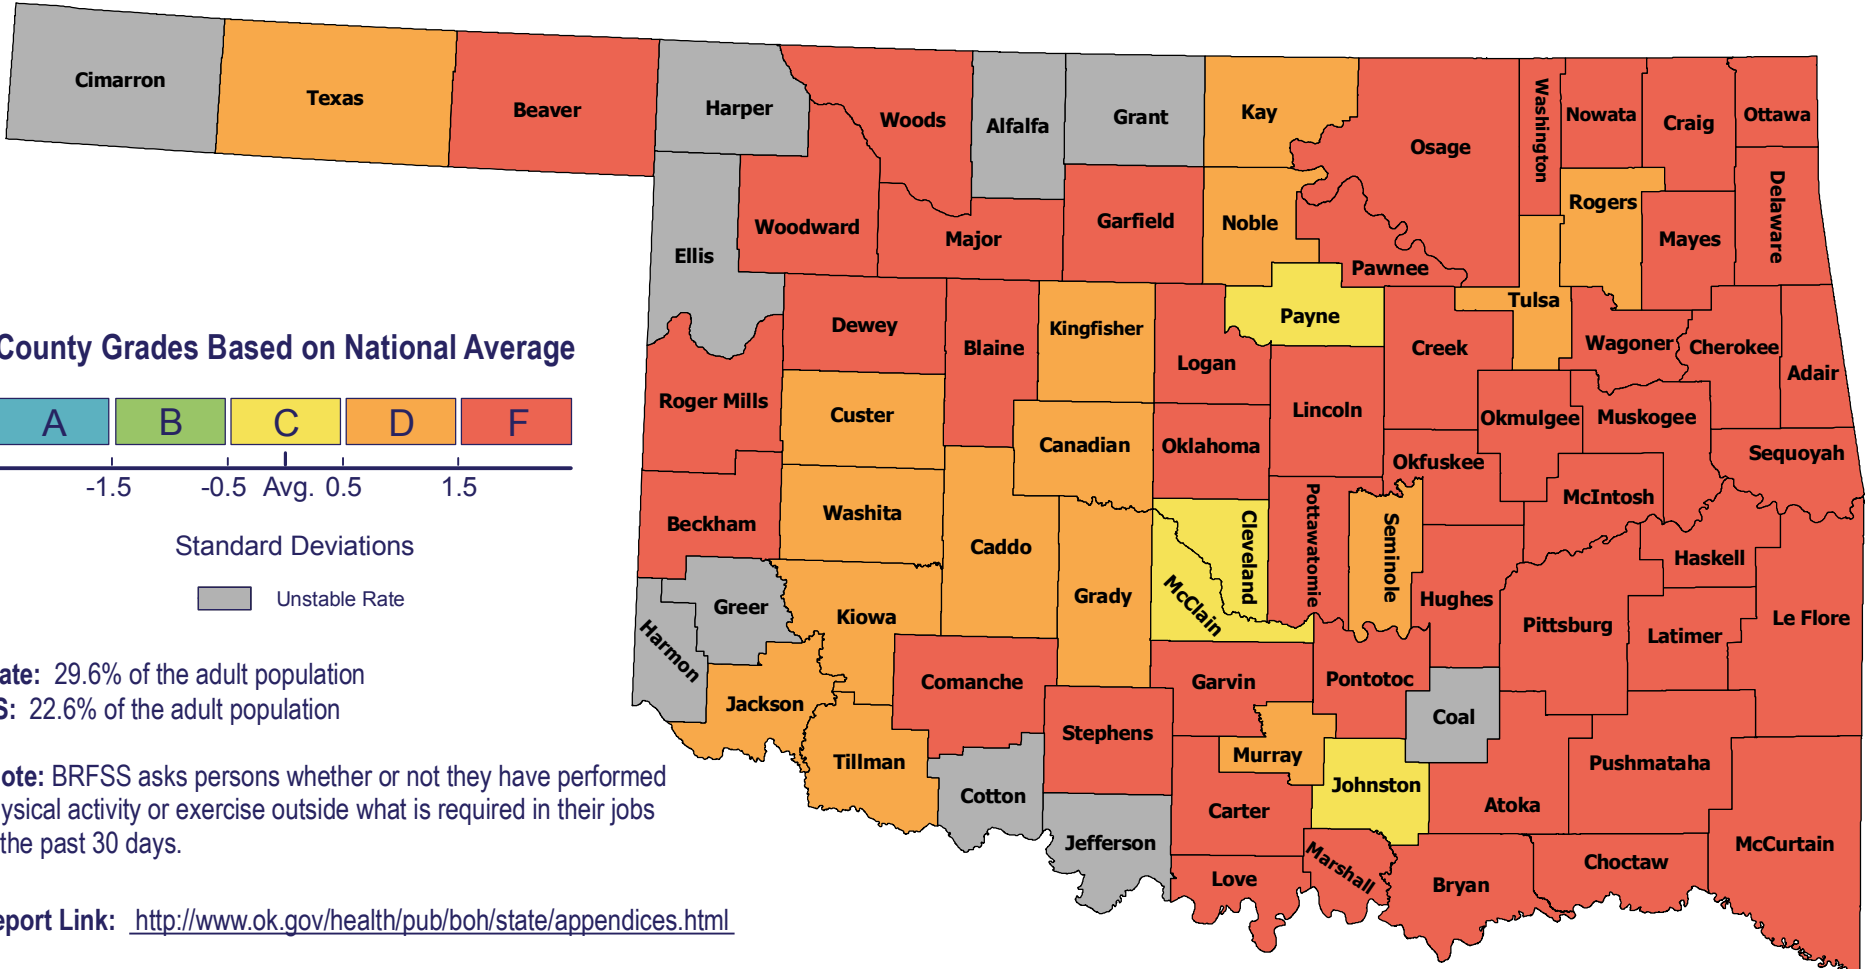 Cimarron
Texas
Beaver
Harper
Woods
Alfalfa
Grant
Kay
Osage
Washington
Nowata
Craig
Ottawa
Delaware
Rogers
Mayes
Ellis
Woodward
Major
Garfield
Noble
Pawnee
Tulsa
Payne
Dewey
Blaine
Kingfisher
Logan
Creek
Wagoner
Cherokee
Adair
Roger Mills
Custer
Canadian
Oklahoma
Lincoln
Okmulgee
Muskogee
Sequoyah
Okfuskee
McIntosh
Beckham
Washita
Caddo
Grady
Cleveland
McClain
Pottawatomie
Seminole
Hughes
Haskell
Pittsburg
Latimer
Le Flore
Harmon
Greer
Kiowa
Jackson
Tillman
Comanche
Cotton
Stephens
Jefferson
Garvin
Murray
Pontotoc
Coal
Johnston
Carter
Love
Marshall
Atoka
Bryan
Pushmataha
Choctaw
McCurtain
County Grades Based on National Average
A B C D F
-1.5 -0.5 Avg. 0.5 1.5
Standard Deviations
Unstable Rate
ate: 29.6% of the adult population
S: 22.6% of the adult population
ote: BRFSS asks persons whether or not they have performed
ysical activity or exercise outside what is required in their jobs
the past 30 days.
eport Link: http://www.ok.gov/health/pub/boh/state/appendices.html